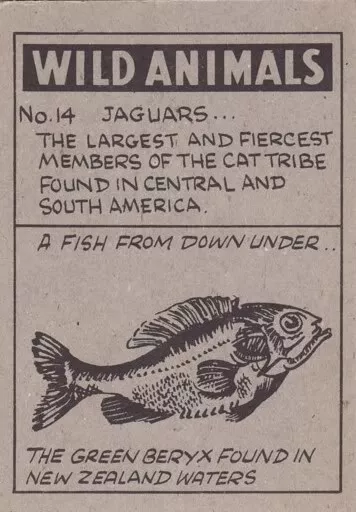 WILD ANIMALS
No.14 JAGUARS...
THE LARGEST AND FIERCEST
MEMBERS OF THE CAT TRIBE
FOUND IN CENTRAL AND
SOUTH AMERICA.
A FISH FROM DOWN UNDER..
THE GREEN BERYX FOUND IN
NEW ZEALAND WATERS